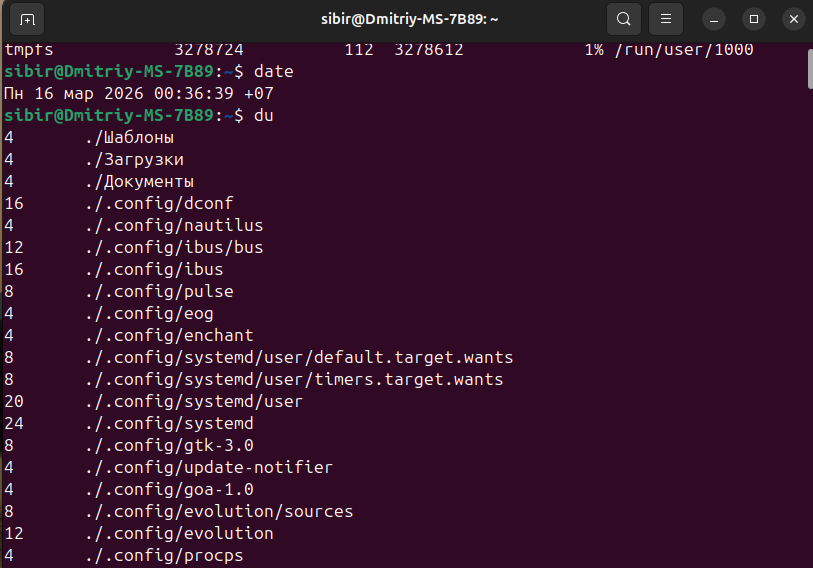 sibir@Dmitriy-MS-7B89: ~
tmpfs 3278724 112 3278612 1% /run/user/1000
sibir@Dmitriy-MS-7B89:~$ date
Пн 16 мар 2026 00:36:39 +07
sibir@Dmitriy-MS-7B89:~$ du
4 ./Шаблоны
4 ./Загрузки
4 ./Документы
16 ./.config/dconf
4 ./.config/nautilus
12 ./.config/ibus/bus
16 ./.config/ibus
8 ./.config/pulse
4 ./.config/eog
4 ./.config/enchant
8 ./.config/systemd/user/default.target.wants
8 ./.config/systemd/user/timers.target.wants
20 ./.config/systemd/user
24 ./.config/systemd
8 ./.config/gtk-3.0
4 ./.config/update-notifier
4 ./.config/goa-1.0
8 ./.config/evolution/sources
12 ./.config/evolution
4 ./.config/procps